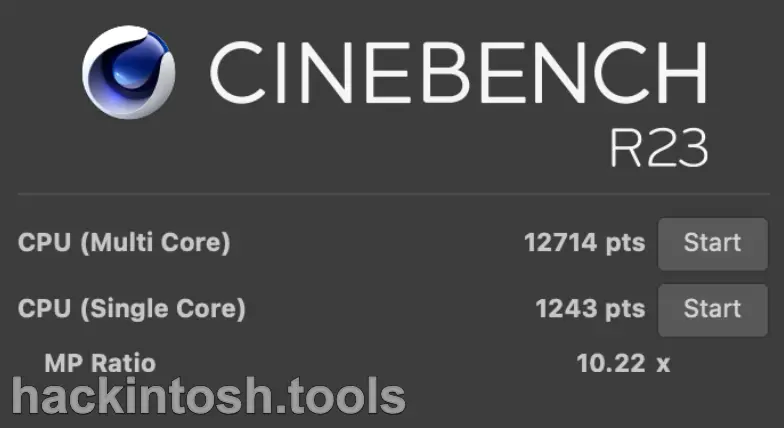 CINEBENCH
R23
CPU (Multi Core) 12714 pts Start
CPU (Single Core) 1243 pts Start
MP Ratio 10.22 x
hackintosh.tools